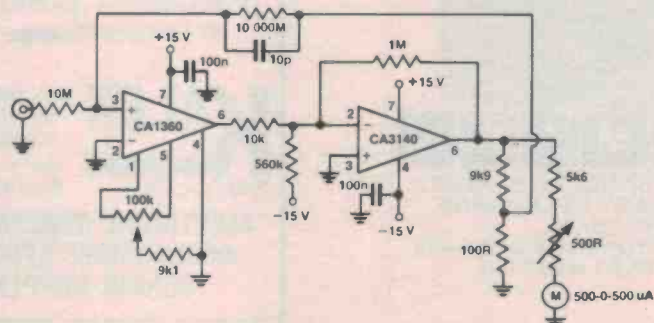 10 000M
10p
+15 V
100n
10M
7
3
+
CA1360
6
2
−
1
5
4
100k
9k1
10k
560k
−15 V
1M
+15 V
7
2
−
CA3140
6
3
+
4
100n
−15 V
9k9
100R
5k6
500R
M
500-0-500 uA